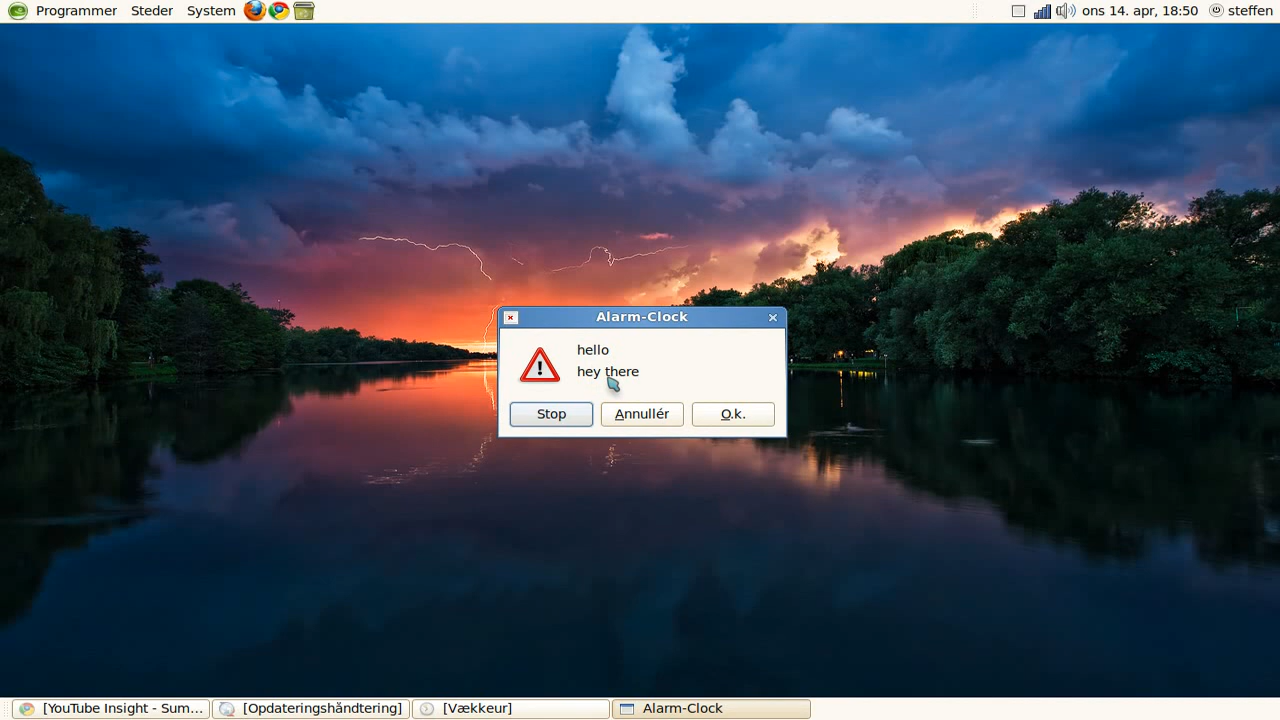 Programmer Steder System ons 14. apr, 18:50 steffen
Alarm-Clock
hello
hey there
Stop Annullér O.k.
[YouTube Insight - Sum... [Opdateringshåndtering] [Vækkeur] Alarm-Clock